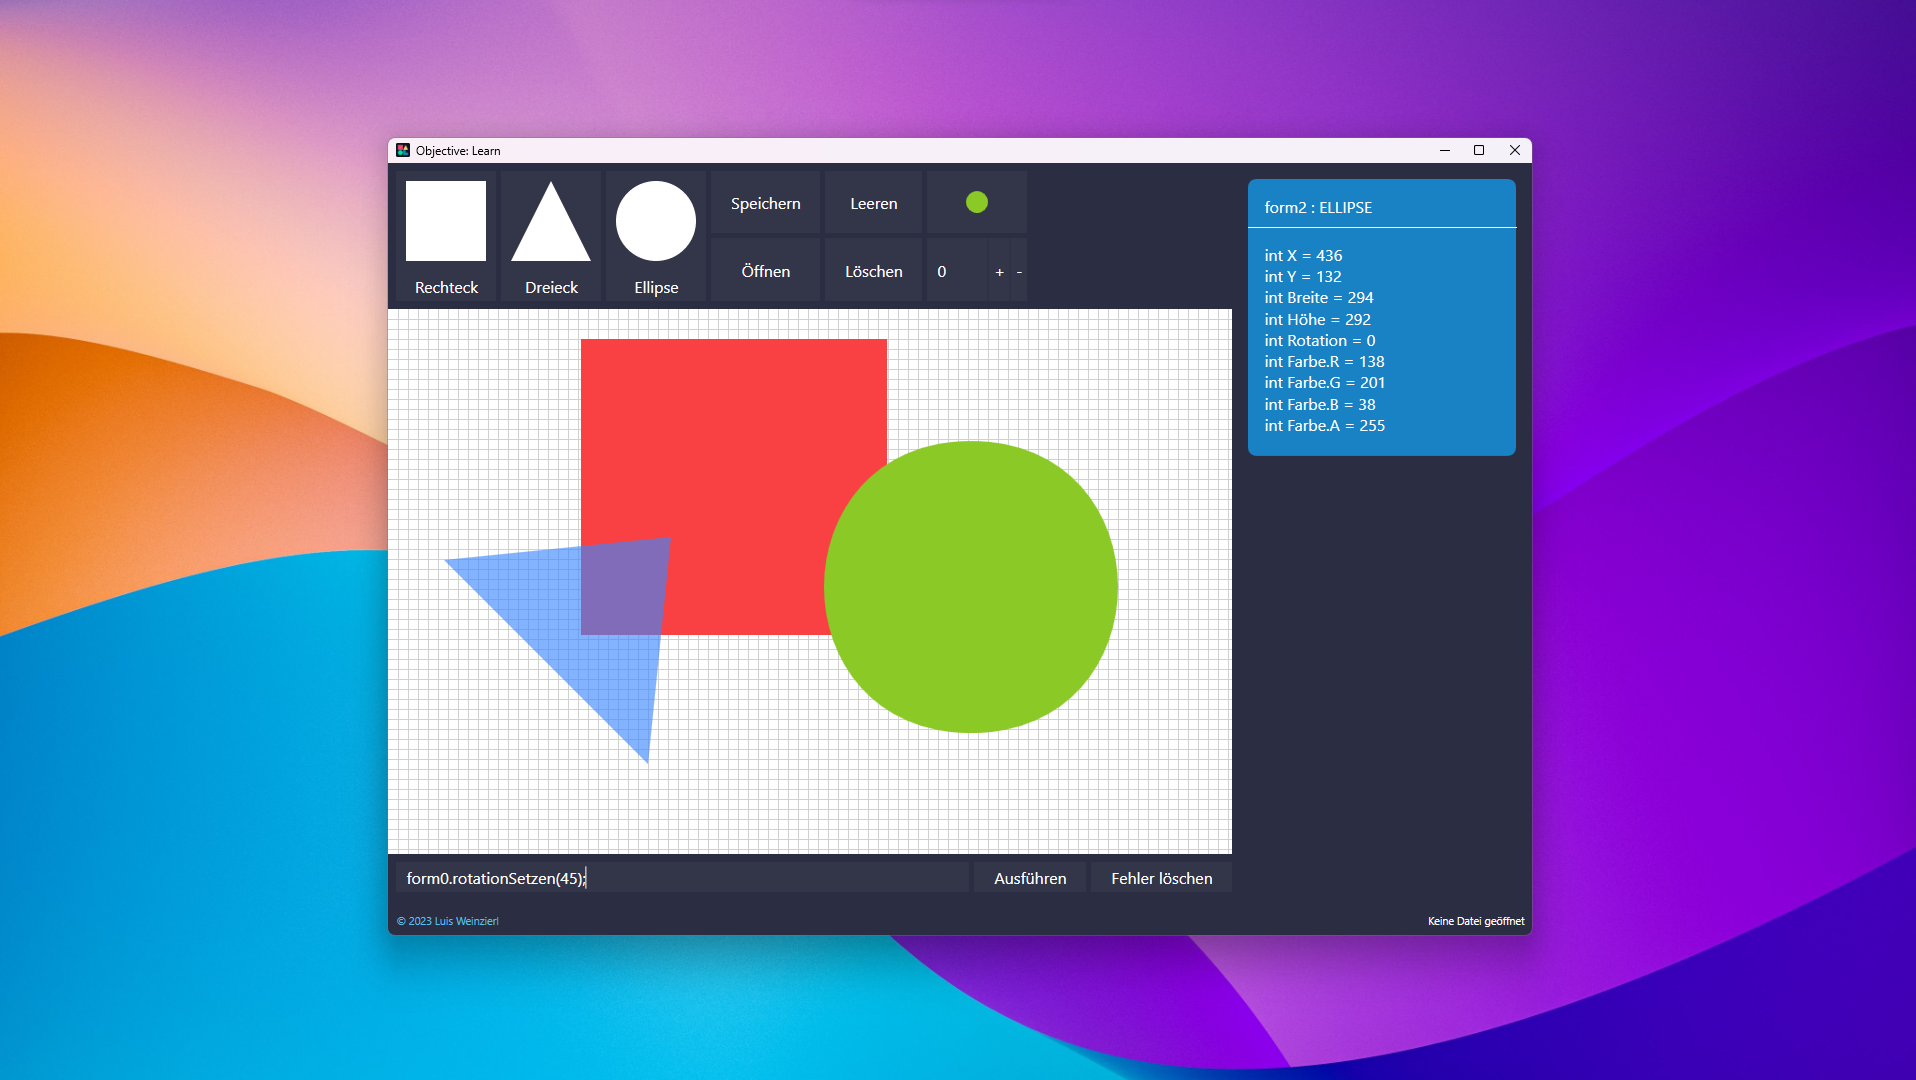 Objective: Learn
Rechteck
Dreieck
Ellipse
Speichern
Leeren
Öffnen
Löschen
0
+
-
form2 : ELLIPSE
int X = 436
int Y = 132
int Breite = 294
int Höhe = 292
int Rotation = 0
int Farbe.R = 138
int Farbe.G = 201
int Farbe.B = 38
int Farbe.A = 255
form0.rotationSetzen(45);
Ausführen
Fehler löschen
© 2023 Luis Weinzierl
Keine Datei geöffnet